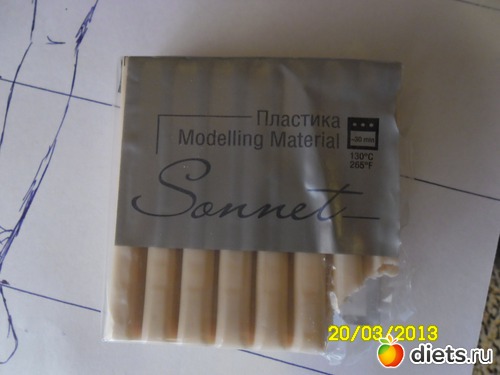 Пластика
Modelling Material
~30 min
130°C
265°F
Sonnet
20/03/2013
diets.ru